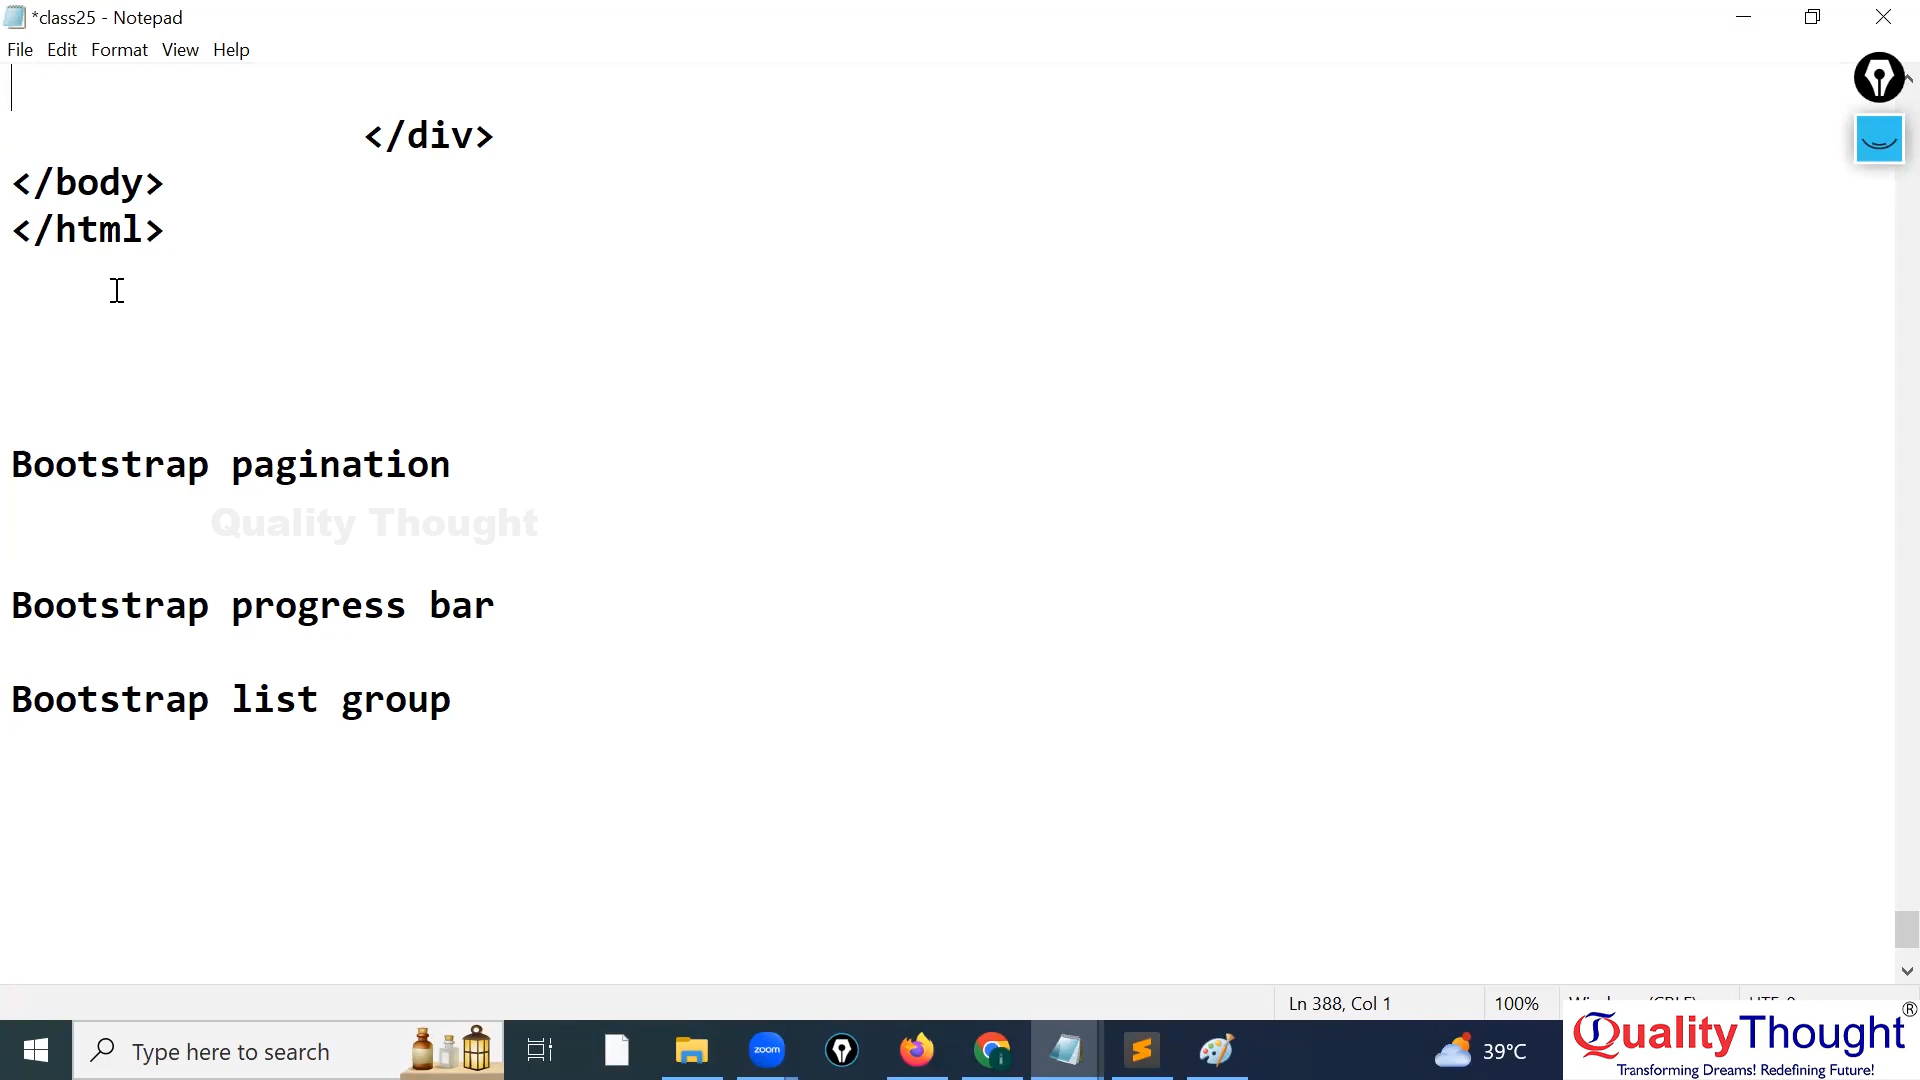 *class25 - Notepad
File Edit Format View Help
</div>
</body>
</html>
Bootstrap pagination
Quality Thought
Bootstrap progress bar
Bootstrap list group
Ln 388, Col 1 100%
Type here to search
zoom
39°C
QualityThought®
Transforming Dreams! Redefining Future!